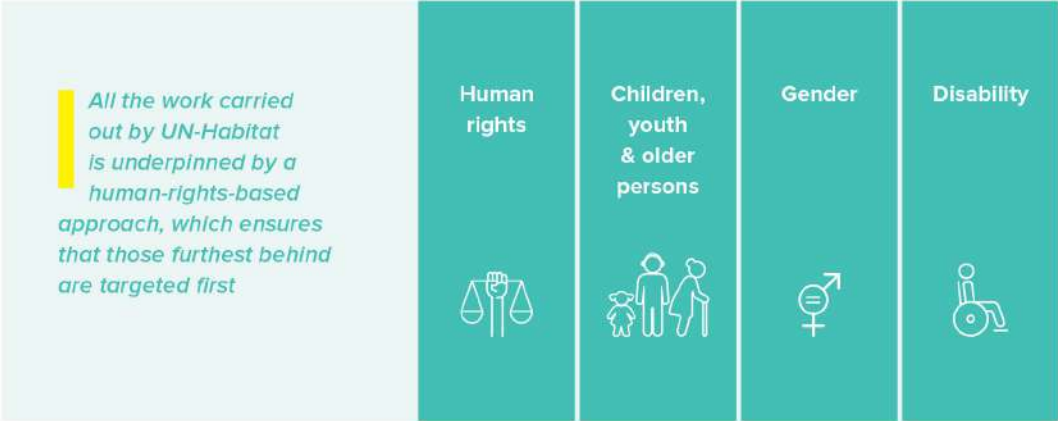 All the work carried
out by UN-Habitat
is underpinned by a
human-rights-based
approach, which ensures
that those furthest behind
are targeted first
Human
rights
Children,
youth
& older
persons
Gender
Disability